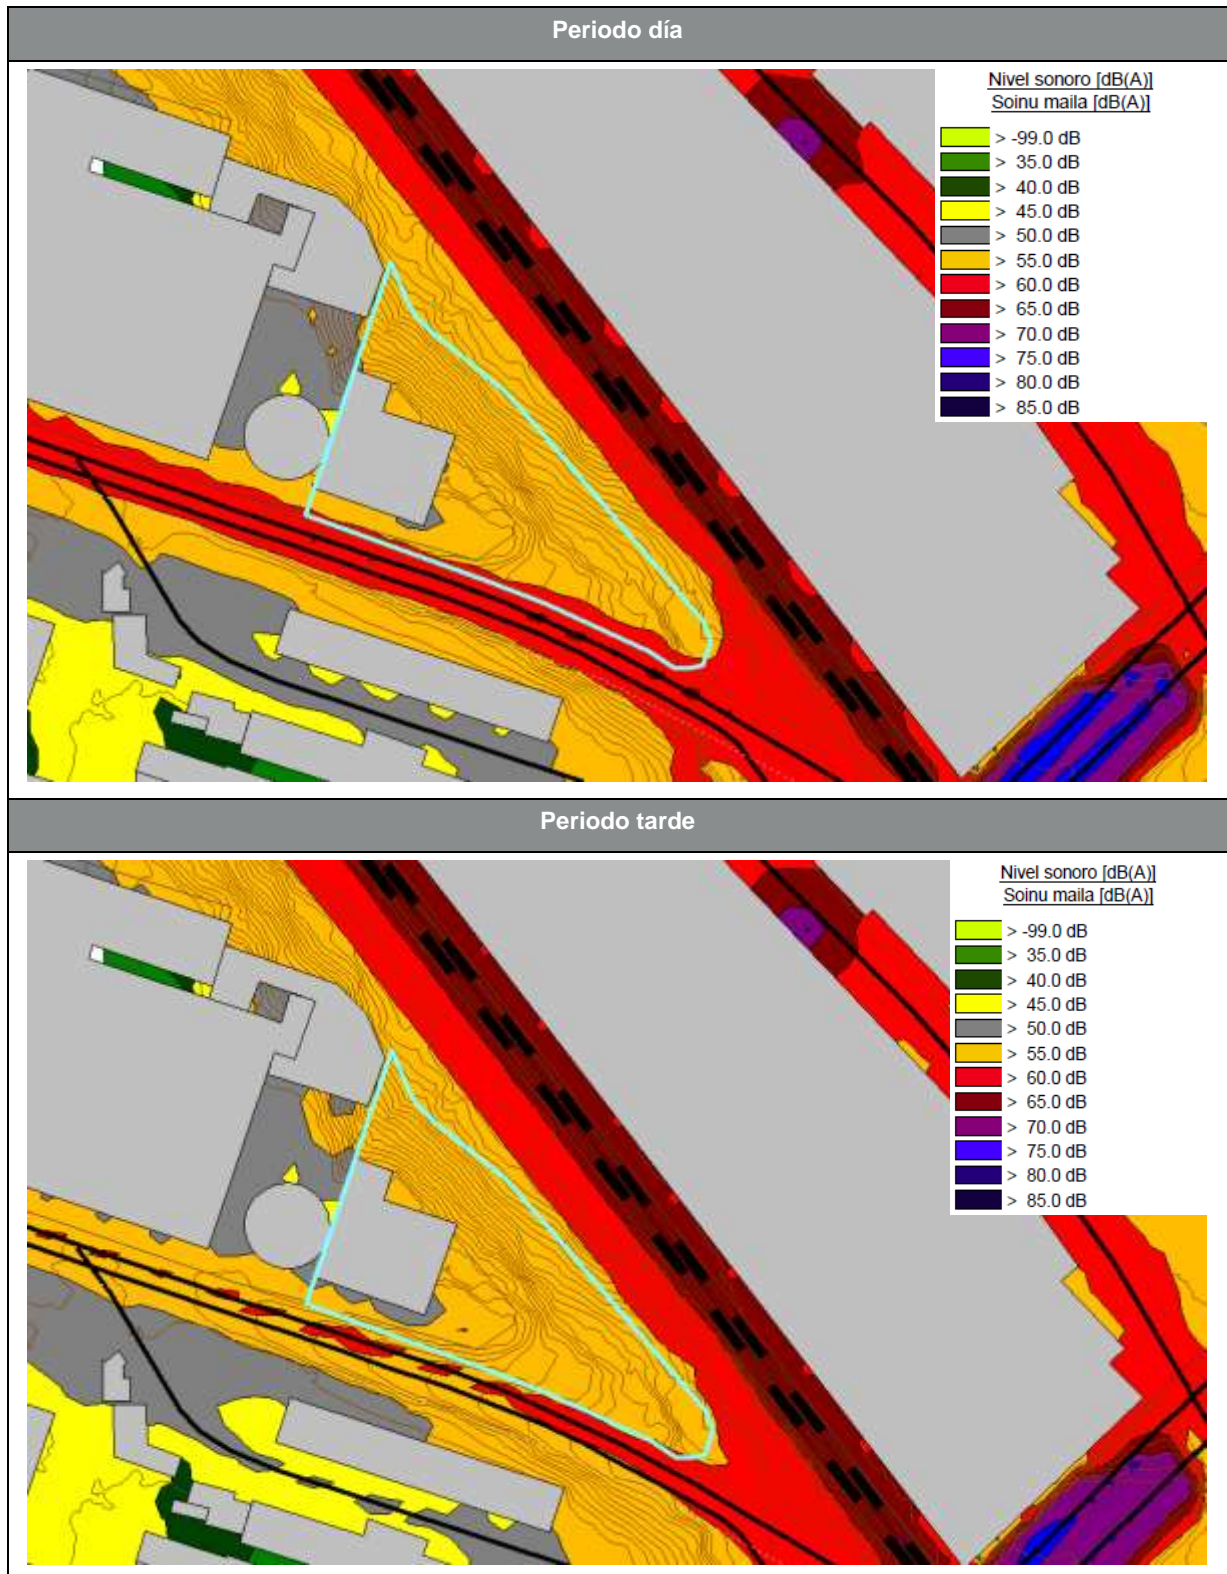 Periodo día
Nivel sonoro [dB(A)]
Soinu maila [dB(A)]
> -99.0 dB
> 35.0 dB
> 40.0 dB
> 45.0 dB
> 50.0 dB
> 55.0 dB
> 60.0 dB
> 65.0 dB
> 70.0 dB
> 75.0 dB
> 80.0 dB
> 85.0 dB
Periodo tarde
Nivel sonoro [dB(A)]
Soinu maila [dB(A)]
> -99.0 dB
> 35.0 dB
> 40.0 dB
> 45.0 dB
> 50.0 dB
> 55.0 dB
> 60.0 dB
> 65.0 dB
> 70.0 dB
> 75.0 dB
> 80.0 dB
> 85.0 dB